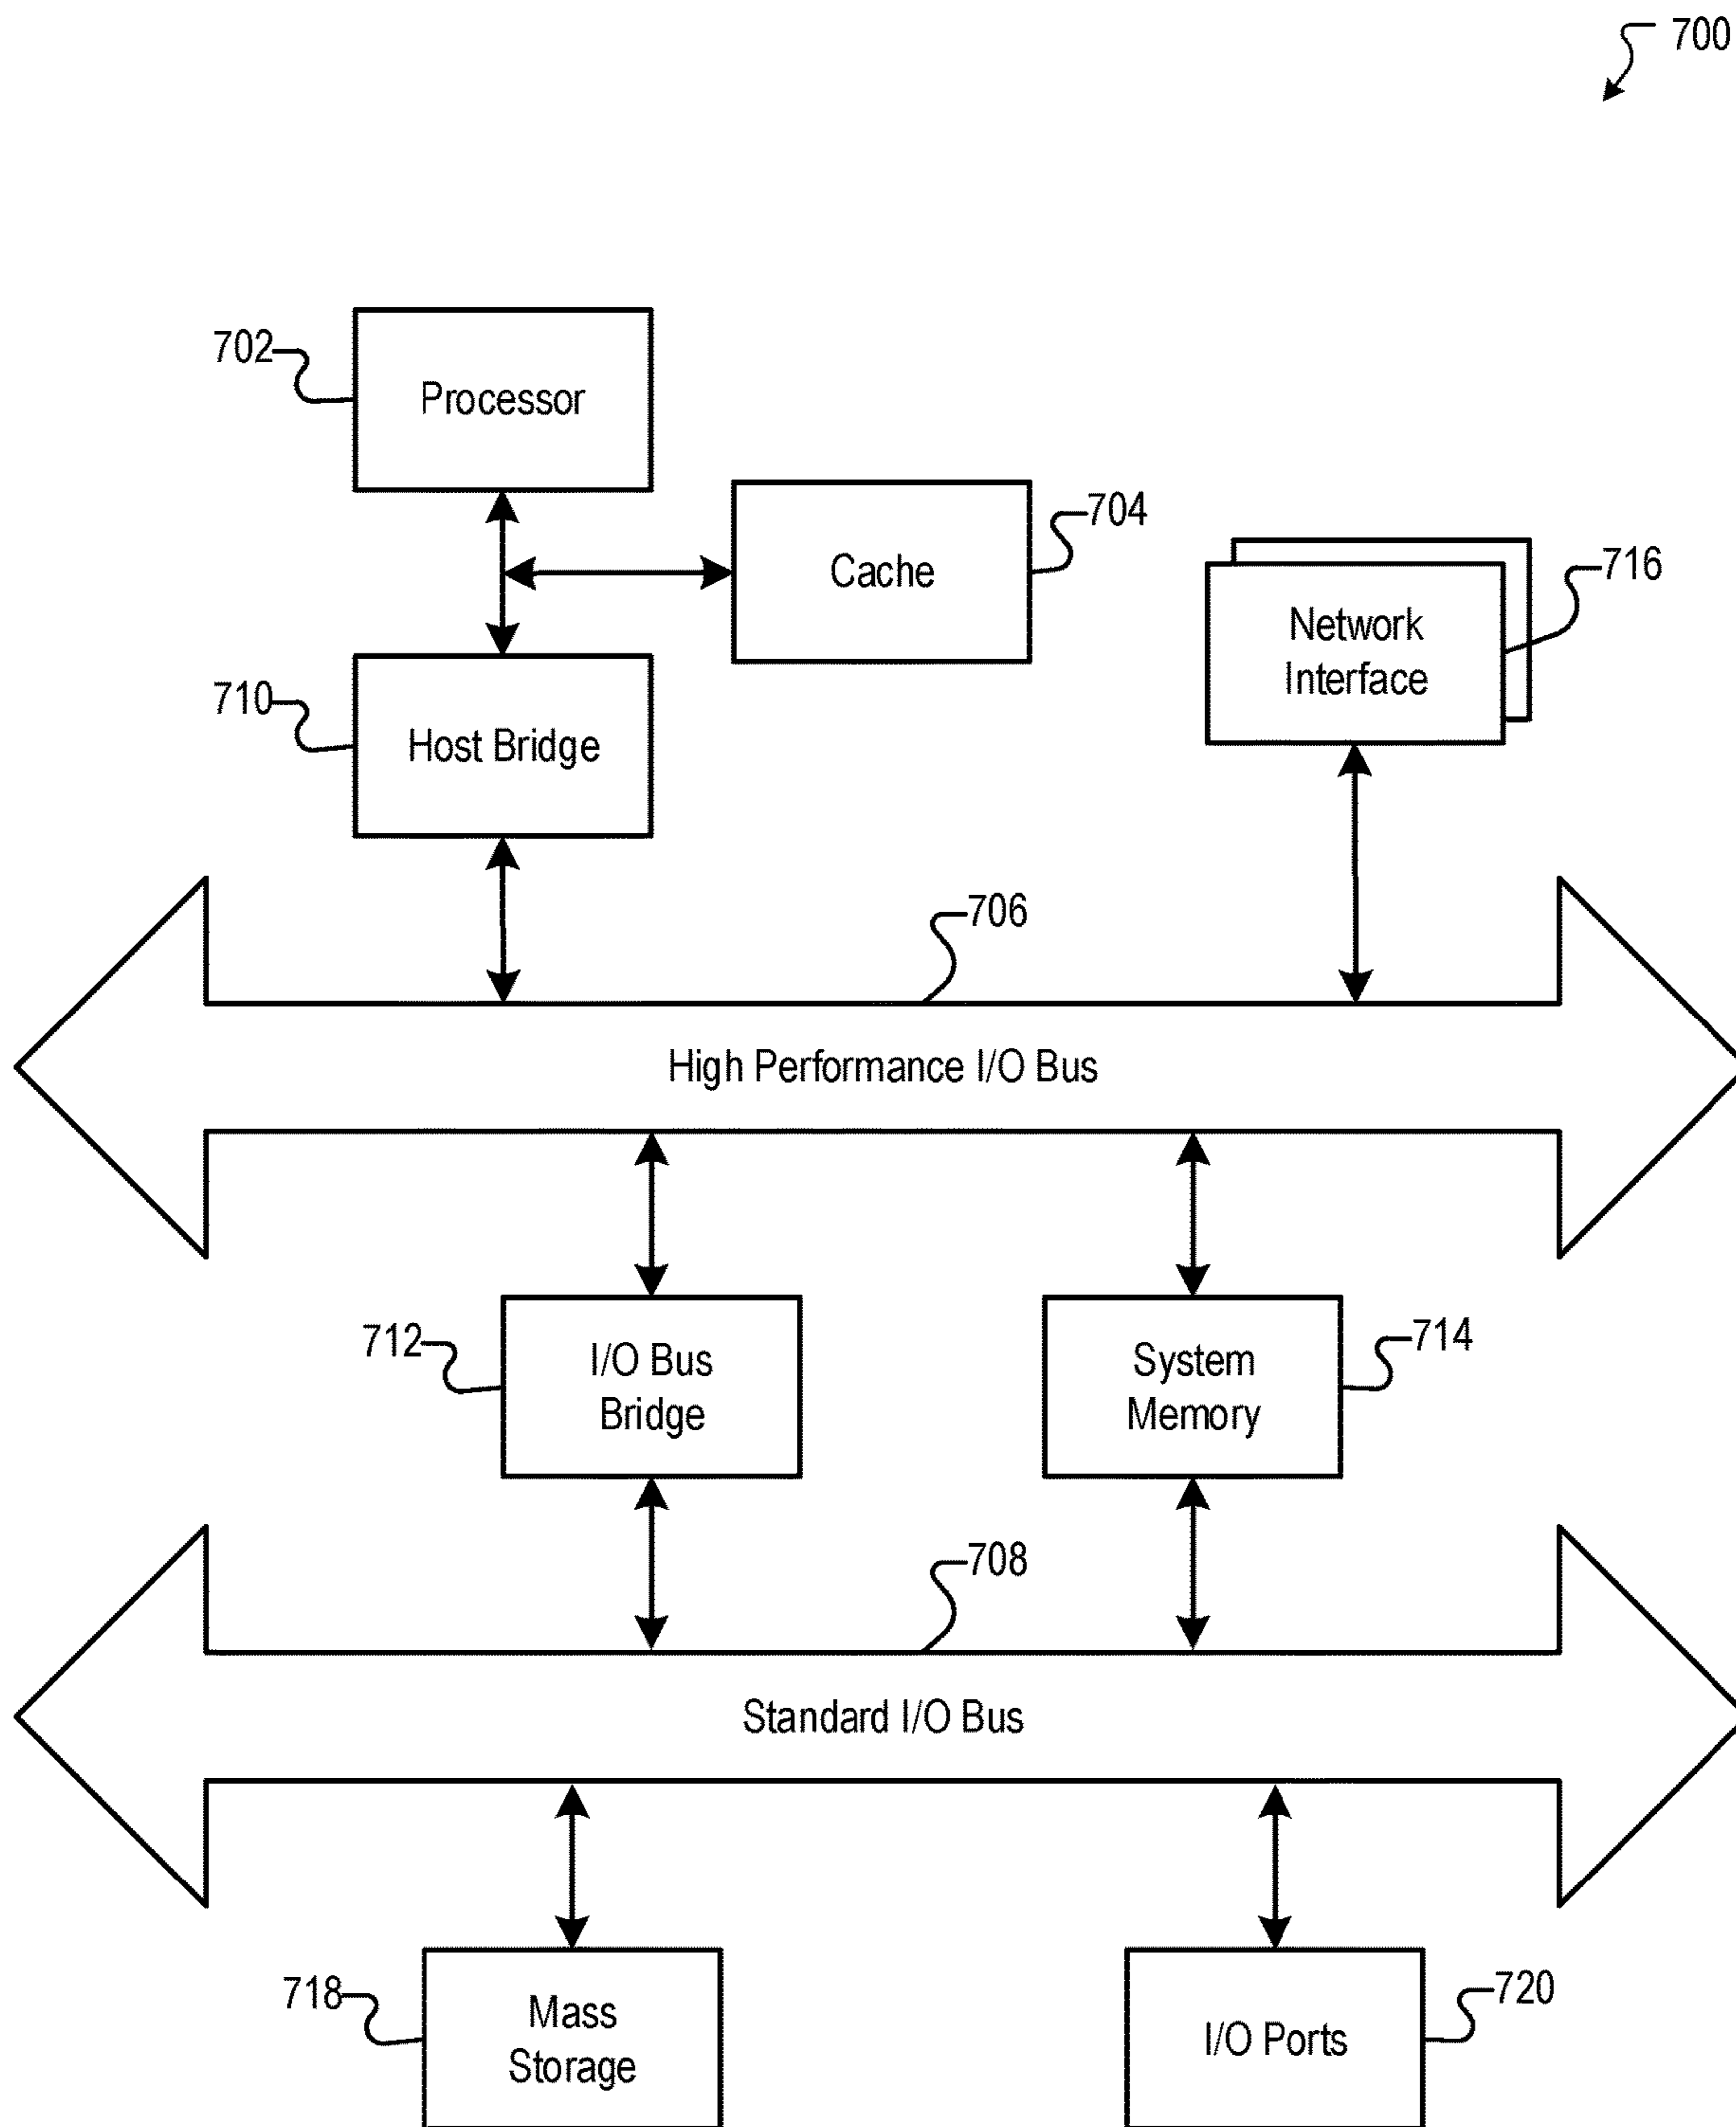 700
702
Processor
704
Cache
716
Network
Interface
710
Host Bridge
706
High Performance I/O Bus
712
I/O Bus
Bridge
System
Memory
714
708
Standard I/O Bus
718
Mass
Storage
I/O Ports
720